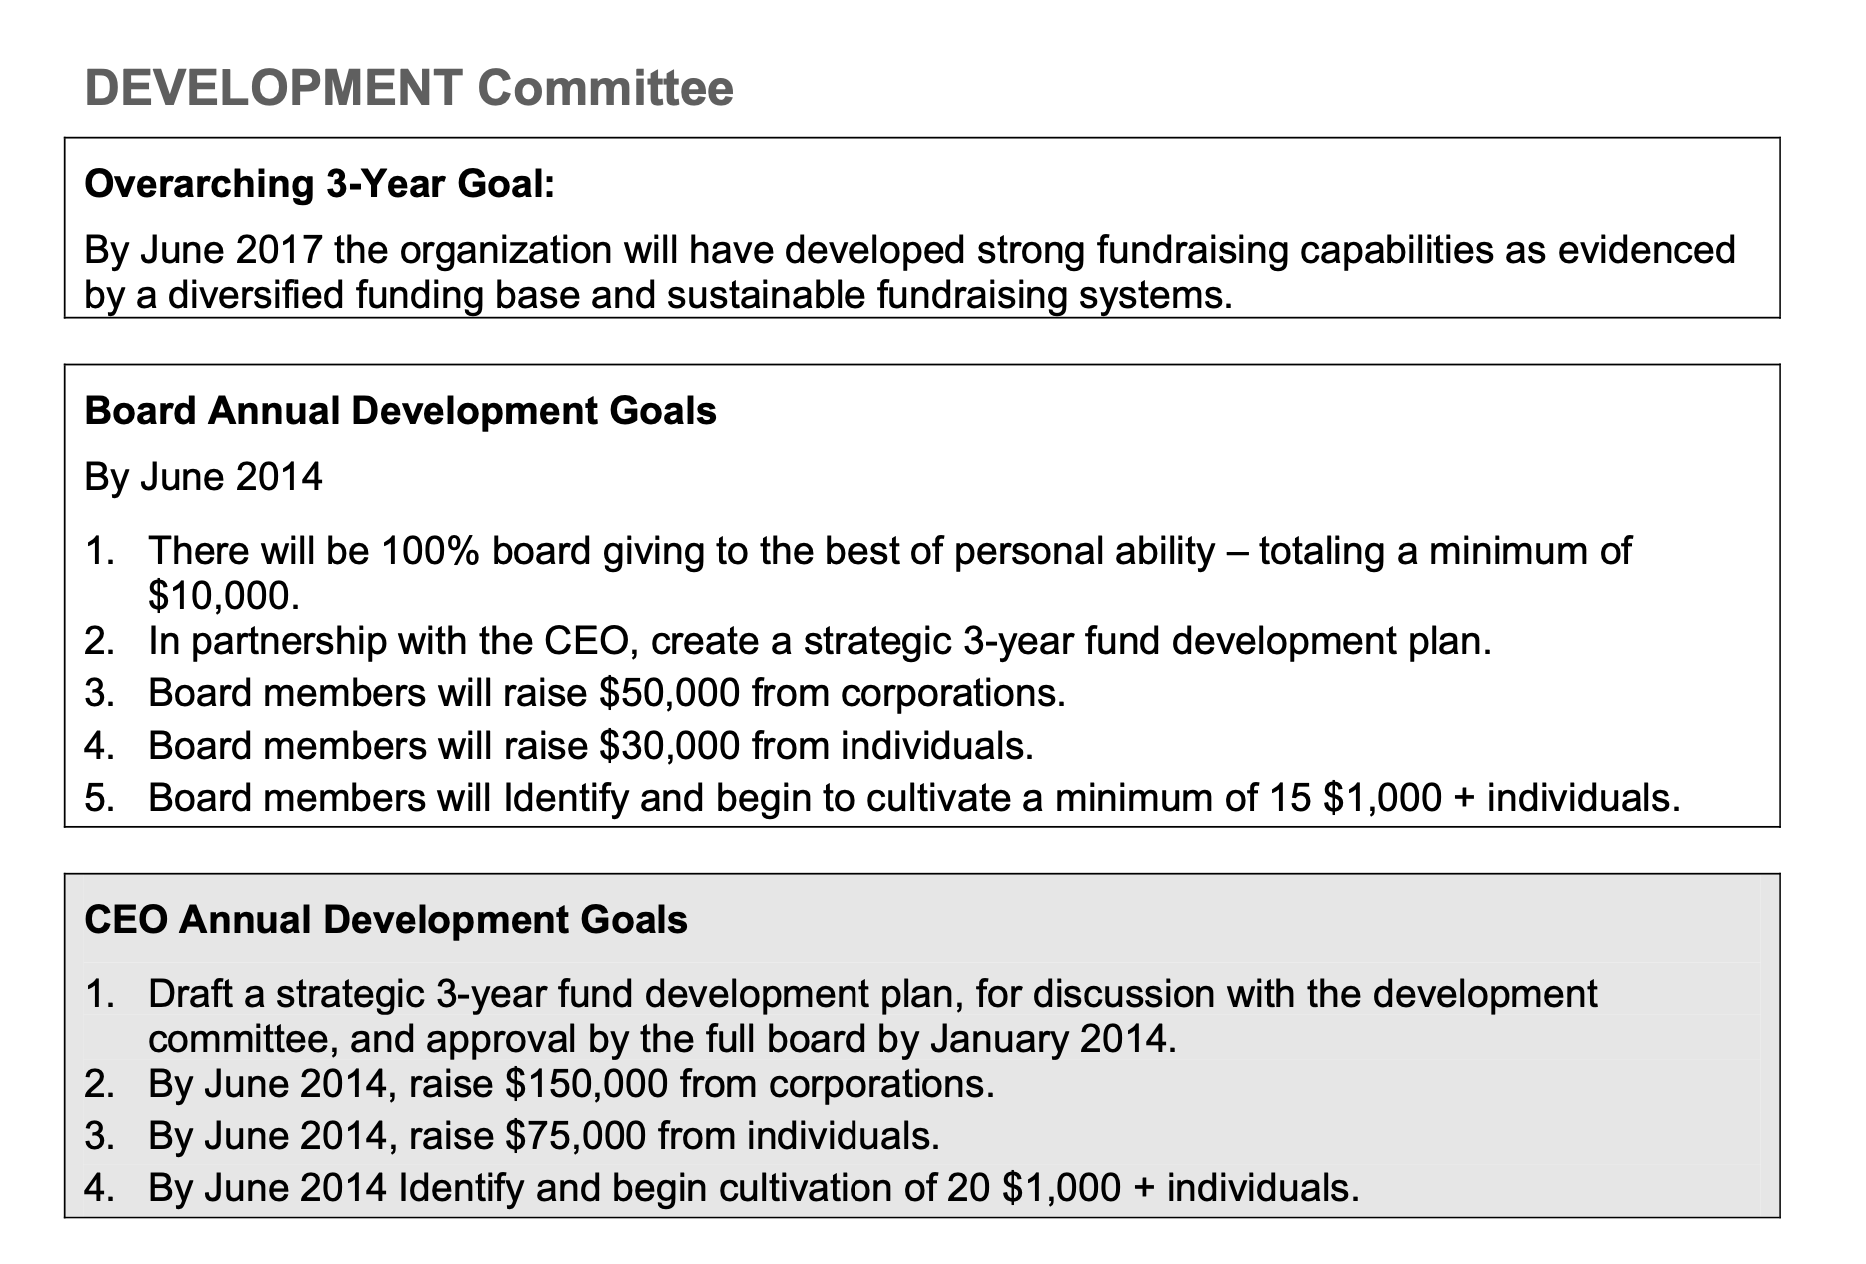 DEVELOPMENT Committee
Overarching 3-Year Goal:
By June 2017 the organization will have developed strong fundraising capabilities as evidenced
by a diversified funding base and sustainable fundraising systems.
Board Annual Development Goals
By June 2014
1. There will be 100% board giving to the best of personal ability – totaling a minimum of
$10,000.
2. In partnership with the CEO, create a strategic 3-year fund development plan.
3. Board members will raise $50,000 from corporations.
4. Board members will raise $30,000 from individuals.
5. Board members will Identify and begin to cultivate a minimum of 15 $1,000 + individuals.
CEO Annual Development Goals
1. Draft a strategic 3-year fund development plan, for discussion with the development
committee, and approval by the full board by January 2014.
2. By June 2014, raise $150,000 from corporations.
3. By June 2014, raise $75,000 from individuals.
4. By June 2014 Identify and begin cultivation of 20 $1,000 + individuals.